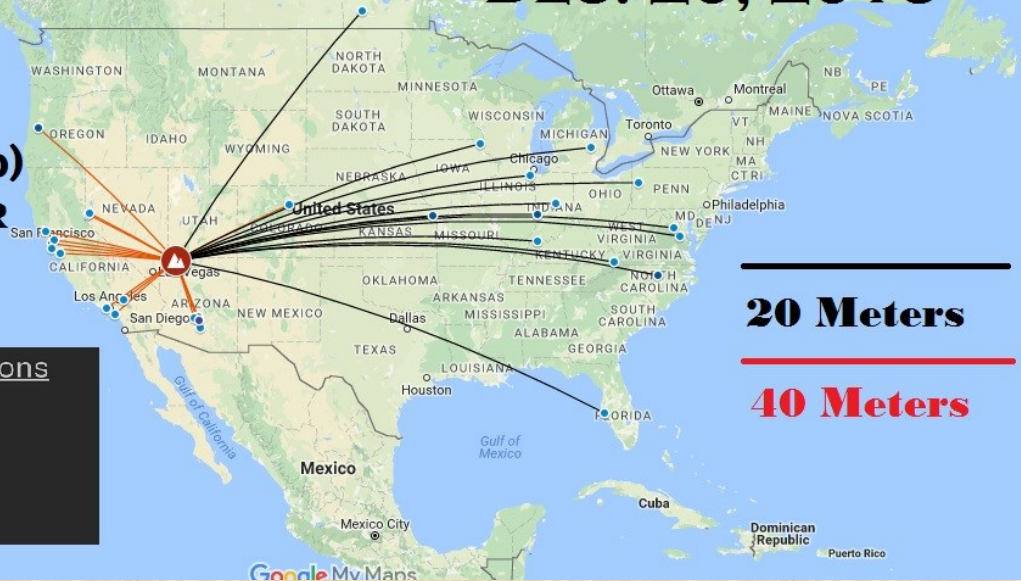 NORTH
DAKOTA
WASHINGTON
MONTANA
MINNESOTA
Ottawa
Montreal
NB
PE
MAINE
NOVA SCOTIA
OREGON
IDAHO
SOUTH
DAKOTA
WISCONSIN
MICHIGAN
Toronto
VT
NH
NEW YORK
MA
CT RI
WYOMING
IOWA
Chicago
NEBRASKA
ILLINOIS
INDIANA
OHIO
PENN
Philadelphia
NEVADA
UTAH
United States
COLORADO
KANSAS
MISSOURI
WEST
VIRGINIA
MD
DE
NJ
San Francisco
CALIFORNIA
Las Vegas
KENTUCKY
VIRGINIA
Los Angeles
ARIZONA
San Diego
NEW MEXICO
OKLAHOMA
ARKANSAS
TENNESSEE
NORTH
CAROLINA
Dallas
MISSISSIPPI
ALABAMA
SOUTH
CAROLINA
GEORGIA
TEXAS
LOUISIANA
Houston
FLORIDA
20 Meters
40 Meters
ons
Gulf of California
Gulf of
Mexico
Mexico
Mexico City
Cuba
Dominican
Republic
Puerto Rico
Google My Maps